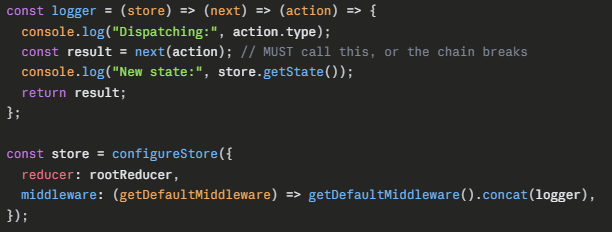 const logger = (store) => (next) => (action) => {
  console.log("Dispatching:", action.type);
  const result = next(action); // MUST call this, or the chain breaks
  console.log("New state:", store.getState());
  return result;
};

const store = configureStore({
  reducer: rootReducer,
  middleware: (getDefaultMiddleware) => getDefaultMiddleware().concat(logger),
});